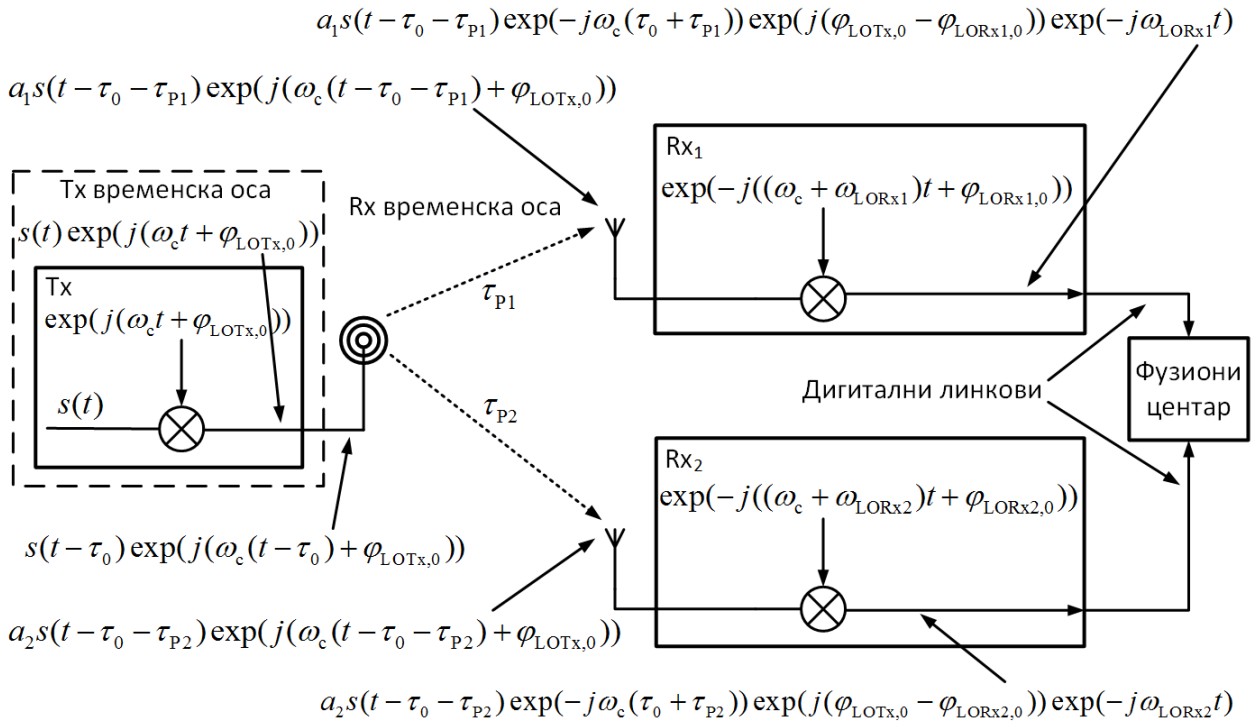 a₁s(t − τ₀ − τ_P1) exp(−jω_c(τ₀ + τ_P1)) exp(j(φ_LOTx,0 − φ_LORx1,0)) exp(−jω_LORx1 t)
a₁s(t − τ₀ − τ_P1) exp(j(ω_c(t − τ₀ − τ_P1) + φ_LOTx,0))
Tx временска оса
s(t) exp(j(ω_c t + φ_LOTx,0))
Tx
exp(j(ω_c t + φ_LOTx,0))
s(t)
Rx временска оса
τ_P1
τ_P2
Rx₁
exp(−j((ω_c + ω_LORx1)t + φ_LORx1,0))
Дигитални линкови
Фузиони
центар
Rx₂
exp(−j((ω_c + ω_LORx2)t + φ_LORx2,0))
s(t − τ₀) exp(j(ω_c(t − τ₀) + φ_LOTx,0))
a₂s(t − τ₀ − τ_P2) exp(j(ω_c(t − τ₀ − τ_P2) + φ_LOTx,0))
a₂s(t − τ₀ − τ_P2) exp(−jω_c(τ₀ + τ_P2)) exp(j(φ_LOTx,0 − φ_LORx2,0)) exp(−jω_LORx2 t)